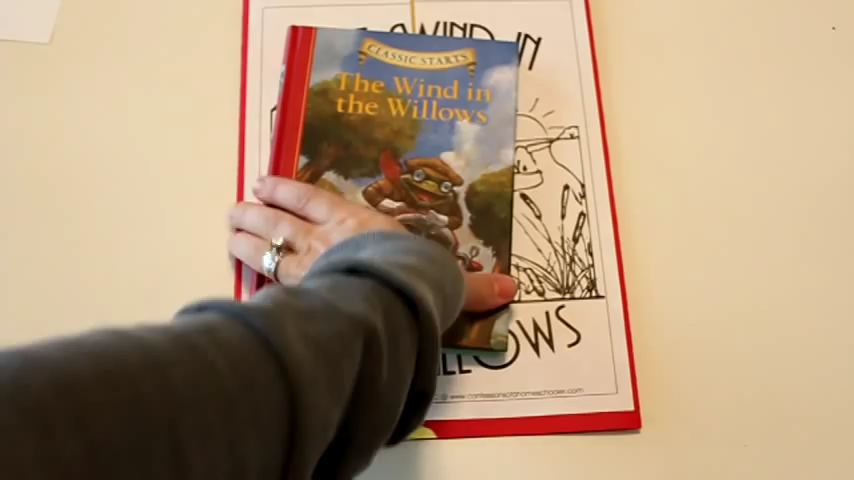 WIND IN
CLASSIC STARTS
The Wind in
the Willows
LLOWS
@ www.confessionsofahomeschooler.com